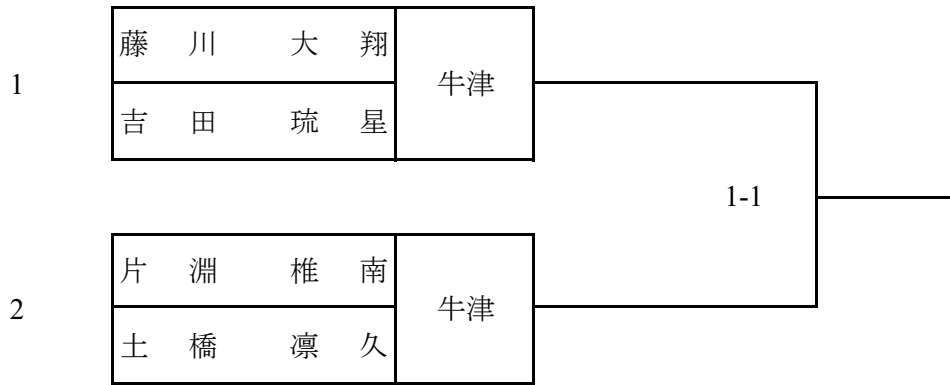 1
藤 川 大 翔
吉 田 琉 星
牛津
1-1
2
片 淵 椎 南
土 橋 凛 久
牛津